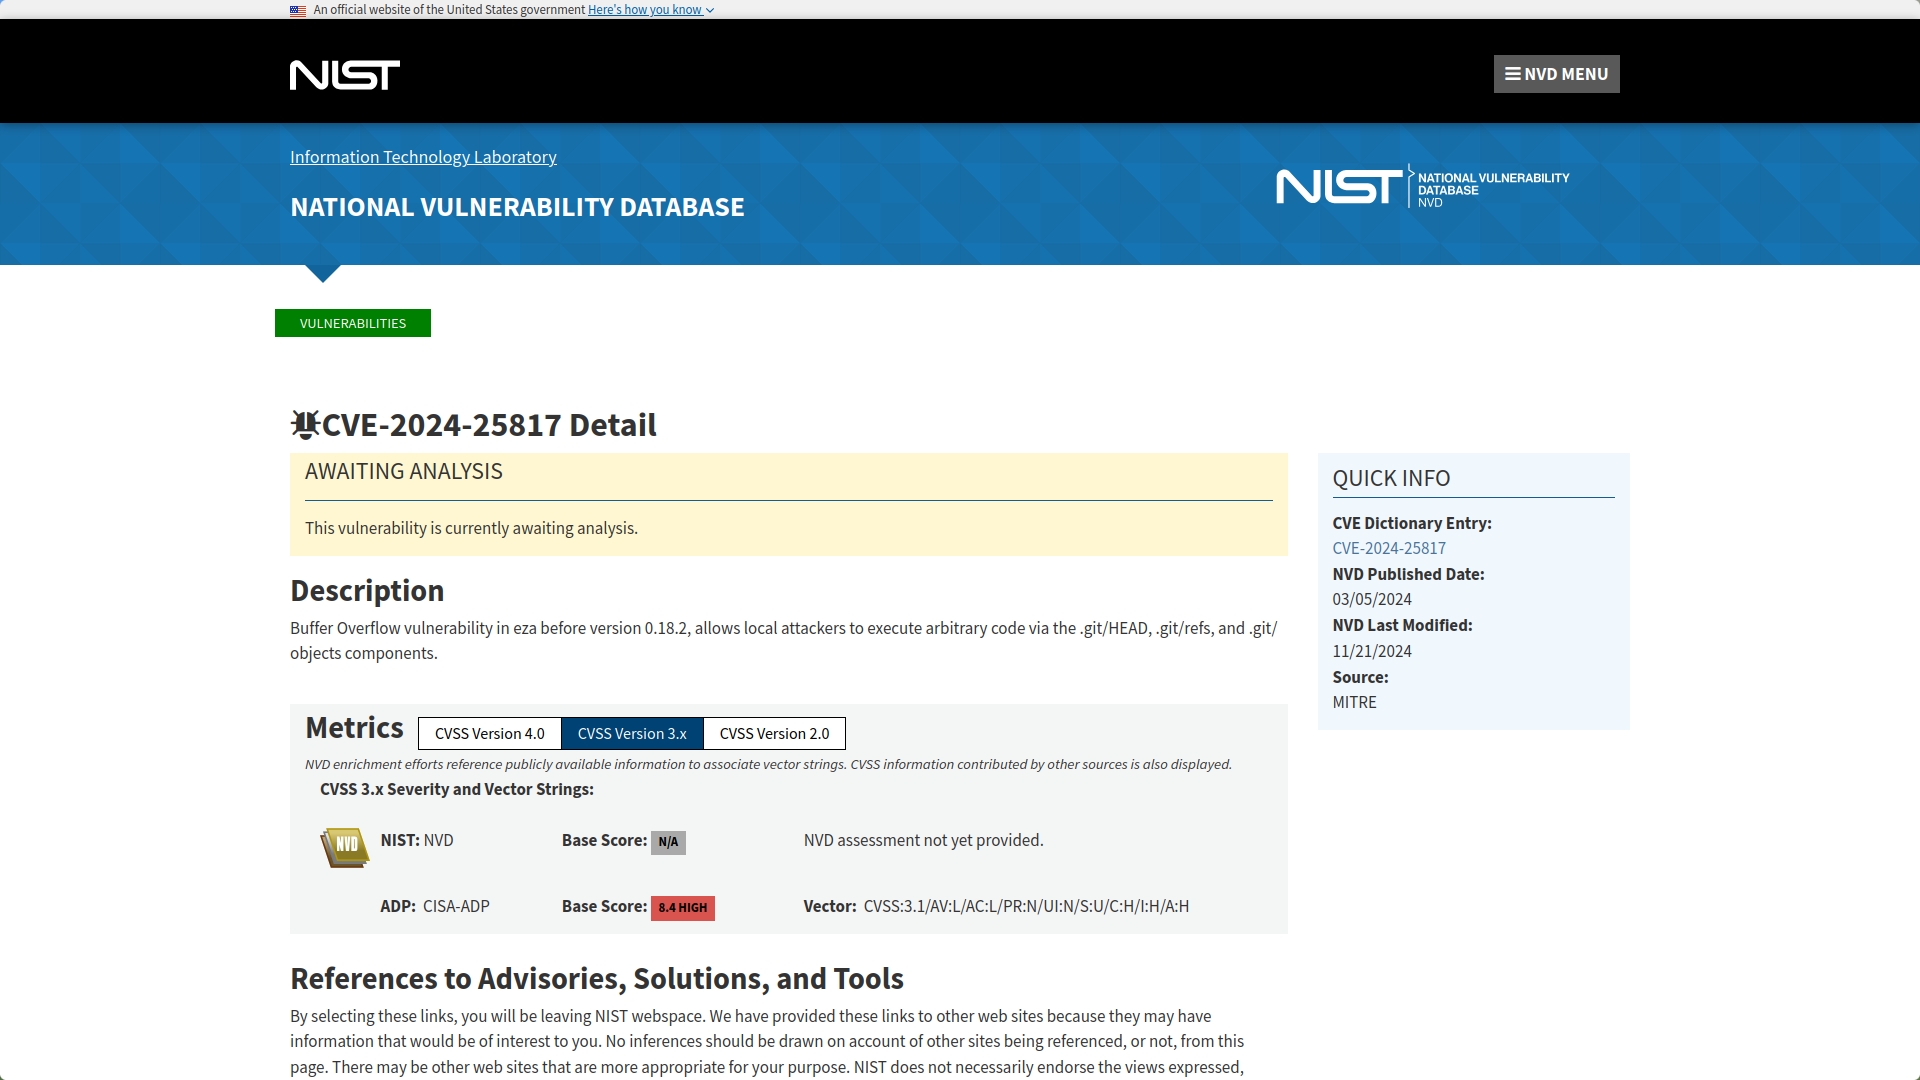 An official website of the United States government Here's how you know
NIST
NVD MENU
Information Technology Laboratory
NATIONAL VULNERABILITY DATABASE
NIST
NATIONAL VULNERABILITY
DATABASE
NVD
VULNERABILITIES
CVE-2024-25817 Detail
AWAITING ANALYSIS
This vulnerability is currently awaiting analysis.
Description
Buffer Overflow vulnerability in eza before version 0.18.2, allows local attackers to execute arbitrary code via the .git/HEAD, .git/refs, and .git/
objects components.
Metrics
CVSS Version 4.0
CVSS Version 3.x
CVSS Version 2.0
NVD enrichment efforts reference publicly available information to associate vector strings. CVSS information contributed by other sources is also displayed.
CVSS 3.x Severity and Vector Strings:
NVD
NIST: NVD
Base Score: N/A
NVD assessment not yet provided.
ADP: CISA-ADP
Base Score: 8.4 HIGH
Vector: CVSS:3.1/AV:L/AC:L/PR:N/UI:N/S:U/C:H/I:H/A:H
References to Advisories, Solutions, and Tools
By selecting these links, you will be leaving NIST webspace. We have provided these links to other web sites because they may have
information that would be of interest to you. No inferences should be drawn on account of other sites being referenced, or not, from this
page. There may be other web sites that are more appropriate for your purpose. NIST does not necessarily endorse the views expressed,
QUICK INFO
CVE Dictionary Entry:
CVE-2024-25817
NVD Published Date:
03/05/2024
NVD Last Modified:
11/21/2024
Source:
MITRE